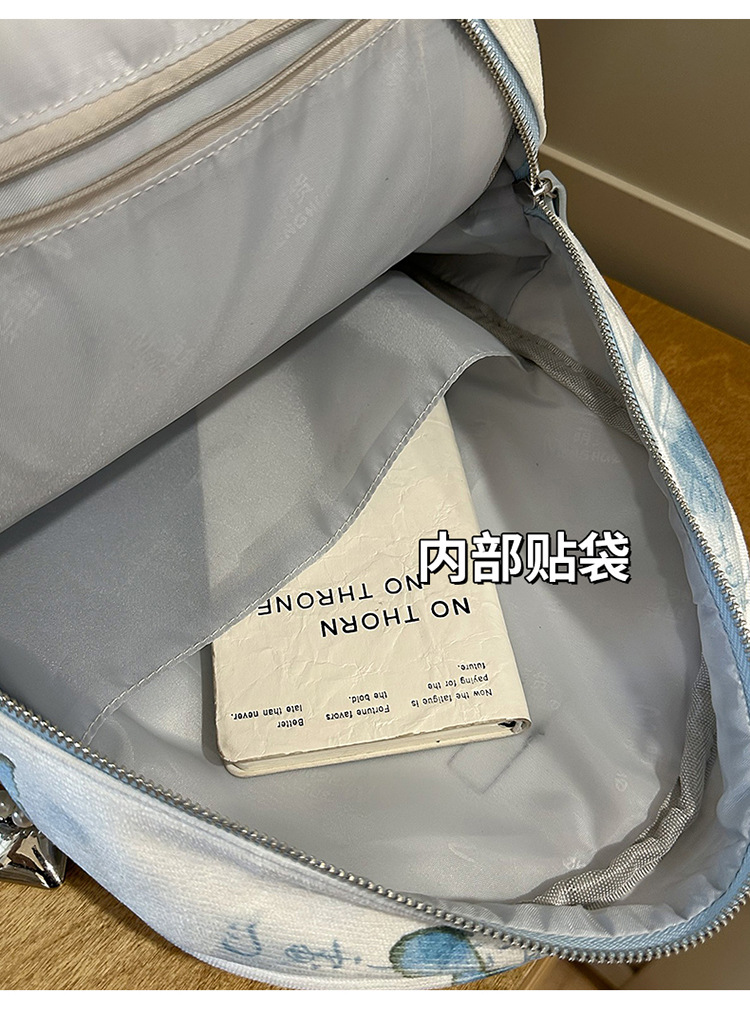 内部贴袋
NO THORN
NO THRONE
Now the fatigue is
paying for the
future.
Fortune favors
the bold.
Better
late than never.